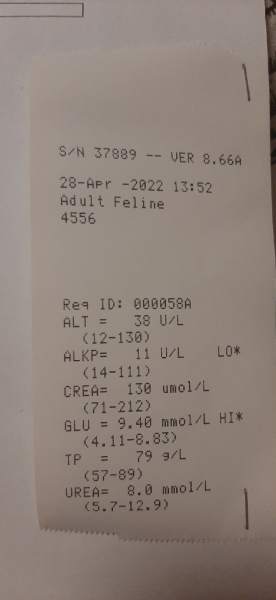 S/N 37889 -- VER 8.66A
28-Apr -2022 13:52
Adult Feline
4556
Req ID: 000058A
ALT = 38 U/L
(12-130)
ALKP= 11 U/L LO*
(14-111)
CREA= 130 umol/L
(71-212)
GLU = 9.40 mmol/L HI*
(4.11-8.83)
TP = 79 g/L
(57-89)
UREA= 8.0 mmol/L
(5.7-12.9)